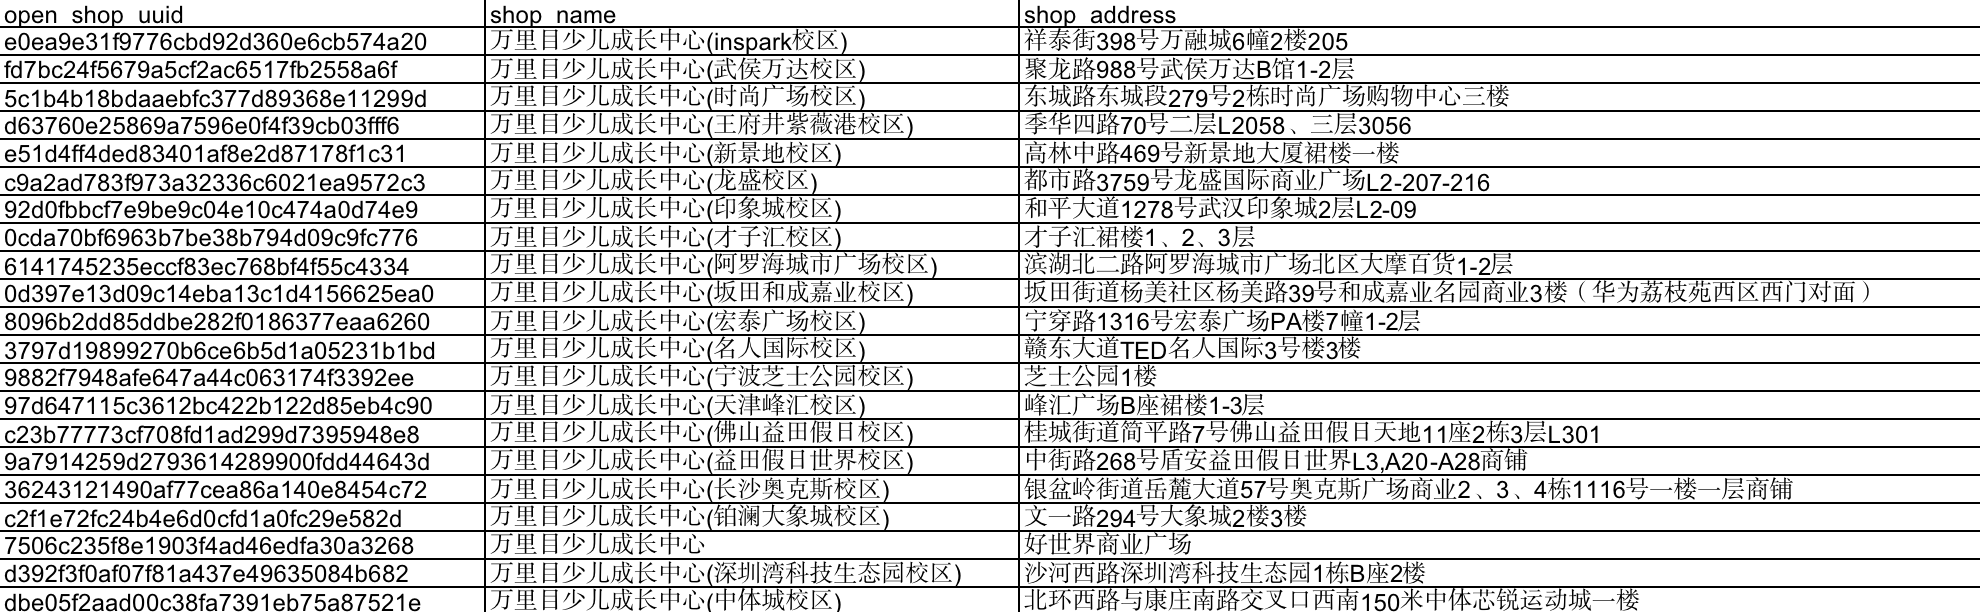 open_shop_uuid shop_name shop_address
e0ea9e31f9776cbd92d360e6cb574a20 万里目少儿成长中心(inspark校区) 祥泰街398号万融城6幢2楼205
fd7bc24f5679a5cf2ac6517fb2558a6f 万里目少儿成长中心(武侯万达校区) 聚龙路988号武侯万达B馆1-2层
5c1b4b18bdaaebfc377d89368e11299d 万里目少儿成长中心(时尚广场校区) 东城路东城段279号2栋时尚广场购物中心三楼
d63760e25869a7596e0f4f39cb03fff6 万里目少儿成长中心(王府井紫薇港校区) 季华四路70号二层L2058、三层3056
e51d4ff4ded83401af8e2d87178f1c31 万里目少儿成长中心(新景地校区) 高林中路469号新景地大厦裙楼一楼
c9a2ad783f973a32336c6021ea9572c3 万里目少儿成长中心(龙盛校区) 都市路3759号龙盛国际商业广场L2-207-216
92d0fbbcf7e9be9c04e10c474a0d74e9 万里目少儿成长中心(印象城校区) 和平大道1278号武汉印象城2层L2-09
0cda70bf6963b7be38b794d09c9fc776 万里目少儿成长中心(才子汇校区) 才子汇裙楼1、2、3层
6141745235eccf83ec768bf4f55c4334 万里目少儿成长中心(阿罗海城市广场校区) 滨湖北二路阿罗海城市广场北区大摩百货1-2层
0d397e13d09c14eba13c1d4156625ea0 万里目少儿成长中心(坂田和成嘉业校区) 坂田街道杨美社区杨美路39号和成嘉业名园商业3楼（华为荔枝苑西区西门对面）
8096b2dd85ddbe282f0186377eaa6260 万里目少儿成长中心(宏泰广场校区) 宁穿路1316号宏泰广场PA楼7幢1-2层
3797d19899270b6ce6b5d1a05231b1bd 万里目少儿成长中心(名人国际校区) 赣东大道TED名人国际3号楼3楼
9882f7948afe647a44c063174f3392ee 万里目少儿成长中心(宁波芝士公园校区) 芝士公园1楼
97d647115c3612bc422b122d85eb4c90 万里目少儿成长中心(天津峰汇校区) 峰汇广场B座裙楼1-3层
c23b77773cf708fd1ad299d7395948e8 万里目少儿成长中心(佛山益田假日校区) 桂城街道简平路7号佛山益田假日天地11座2栋3层L301
9a7914259d2793614289900fdd44643d 万里目少儿成长中心(益田假日世界校区) 中街路268号盾安益田假日世界L3,A20-A28商铺
36243121490af77cea86a140e8454c72 万里目少儿成长中心(长沙奥克斯校区) 银盆岭街道岳麓大道57号奥克斯广场商业2、3、4栋1116号一楼一层商铺
c2f1e72fc24b4e6d0cfd1a0fc29e582d 万里目少儿成长中心(铂澜大象城校区) 文一路294号大象城2楼3楼
7506c235f8e1903f4ad46edfa30a3268 万里目少儿成长中心 好世界商业广场
d392f3f0af07f81a437e49635084b682 万里目少儿成长中心(深圳湾科技生态园校区) 沙河西路深圳湾科技生态园1栋B座2楼
dbe05f2aad00c38fa7391eb75a87521e 万里目少儿成长中心(中体城校区) 北环西路与康庄南路交叉口西南150米中体芯锐运动城一楼